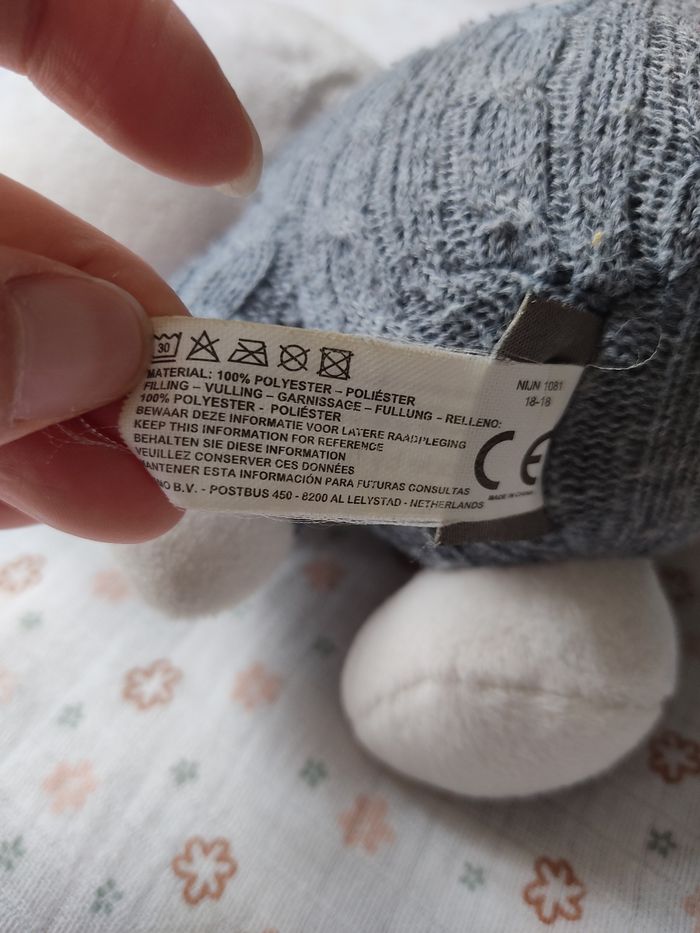 30
MATERIAL: 100% POLYESTER – POLIÉSTER
FILLING – VULLING – GARNISSAGE – FULLUNG – RELLENO:
100% POLYESTER - POLIÉSTER
BEWAAR DEZE INFORMATIE VOOR LATERE RAADPLEGING
KEEP THIS INFORMATION FOR REFERENCE
BEHALTEN SIE DIESE INFORMATION
VEUILLEZ CONSERVER CES DONNÉES
MANTENER ESTA INFORMACIÓN PARA FUTURAS CONSULTAS
B.V. - POSTBUS 450 - 8200 AL LELYSTAD - NETHERLANDS
NIJN 1081
18-18
CE
MADE IN CHINA